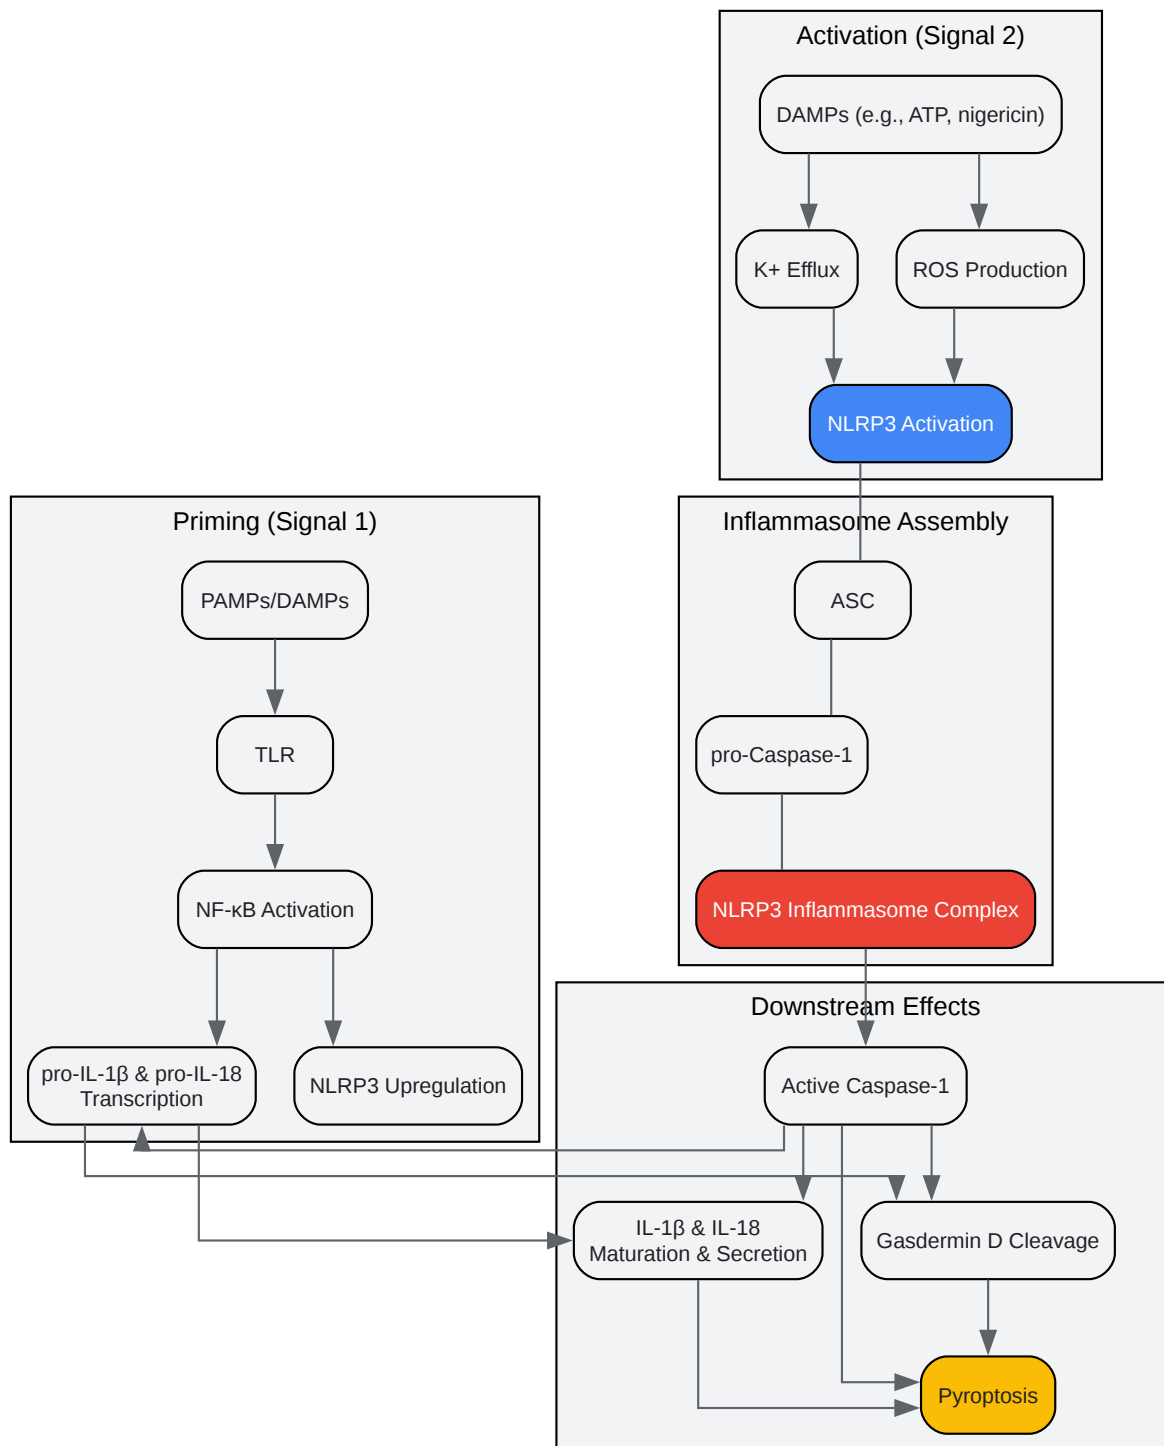 Activation (Signal 2)
DAMPs (e.g., ATP, nigericin)
K+ Efflux
ROS Production
NLRP3 Activation
Priming (Signal 1)
PAMPs/DAMPs
TLR
NF-κB Activation
pro-IL-1β & pro-IL-18
Transcription
NLRP3 Upregulation
Inflammasome Assembly
ASC
pro-Caspase-1
NLRP3 Inflammasome Complex
Downstream Effects
Active Caspase-1
IL-1β & IL-18
Maturation & Secretion
Gasdermin D Cleavage
Pyroptosis